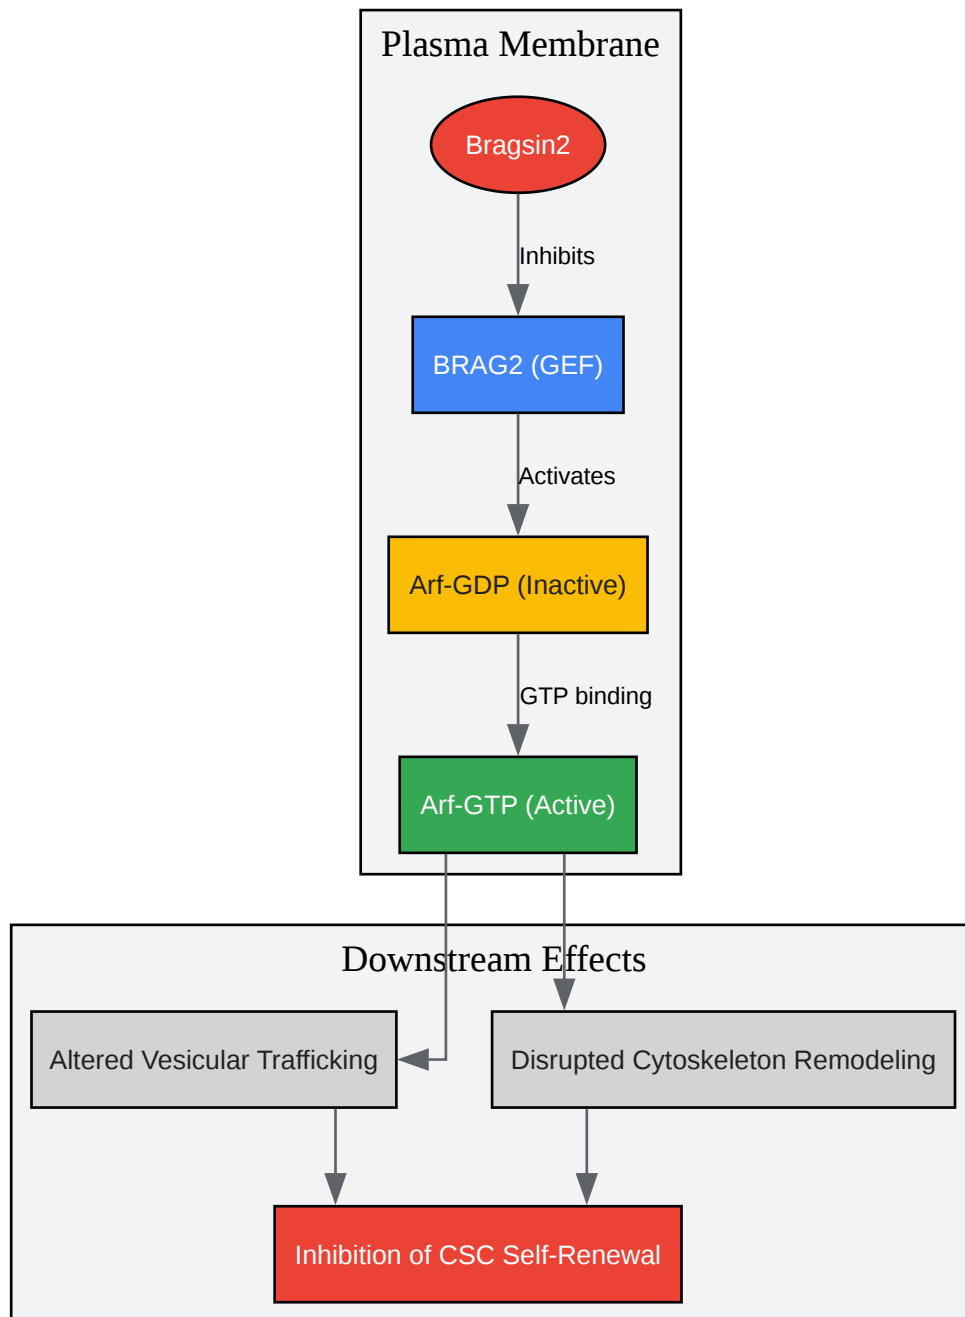 Plasma Membrane
Bragsin2
Inhibits
BRAG2 (GEF)
Activates
Arf-GDP (Inactive)
GTP binding
Arf-GTP (Active)
Downstream Effects
Altered Vesicular Trafficking
Disrupted Cytoskeleton Remodeling
Inhibition of CSC Self-Renewal